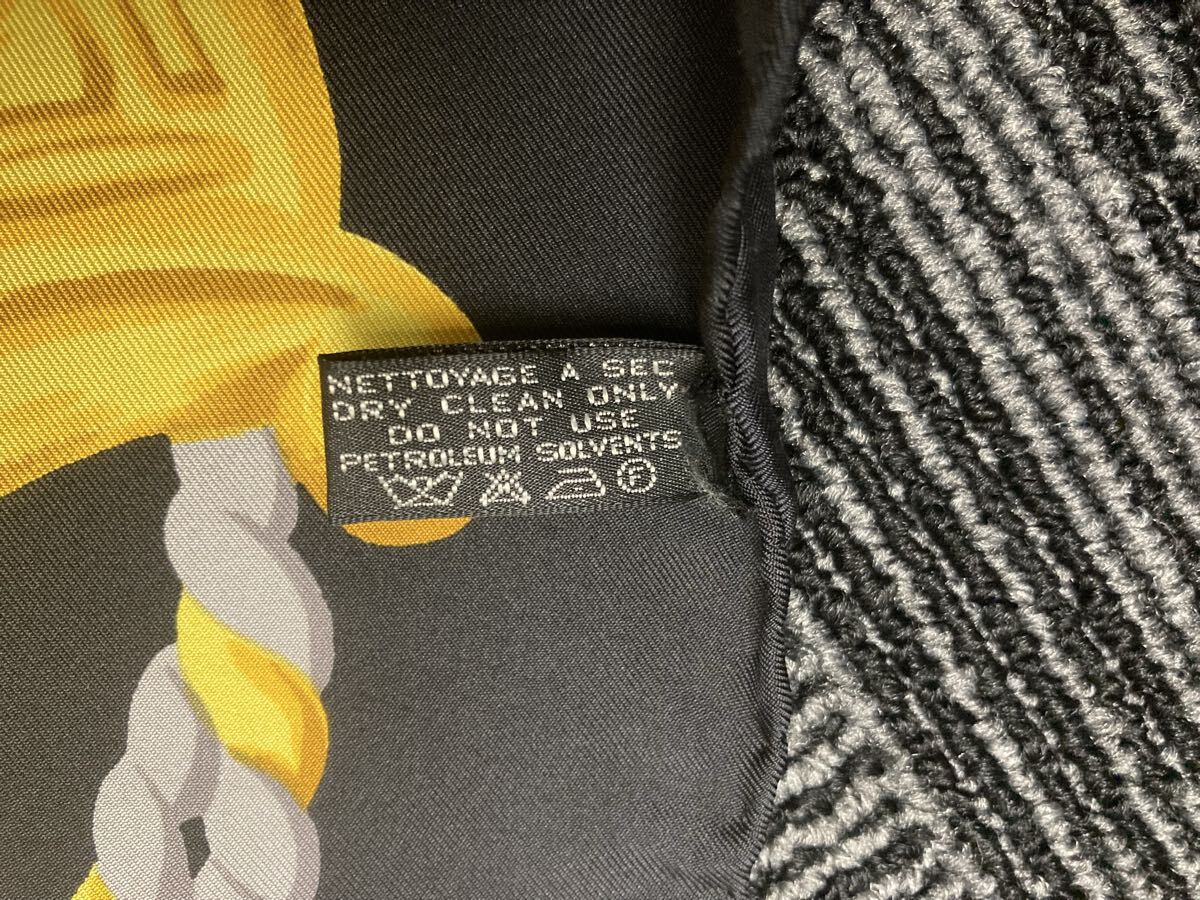 NETTOYAGE A SEC
DRY CLEAN ONLY
DO NOT USE
PETROLEUM SOLVENTS